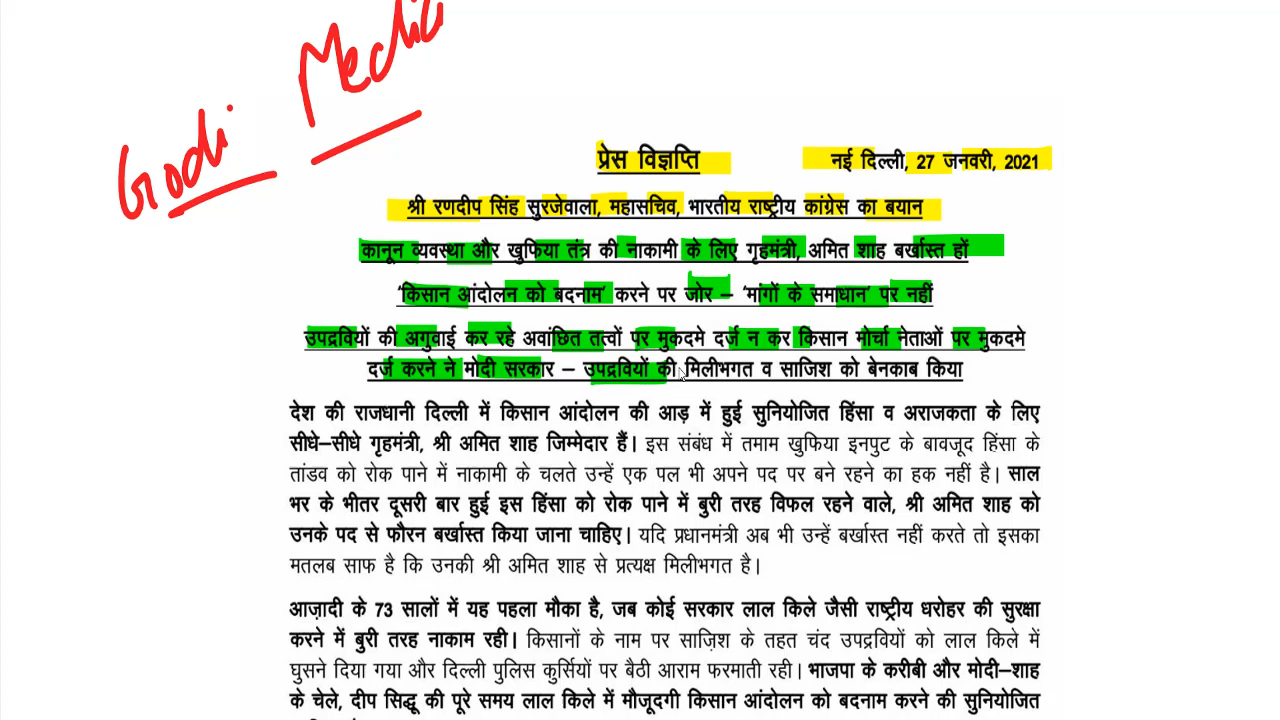 Godi Media
प्रेस विज्ञप्ति
नई दिल्ली, 27 जनवरी, 2021
श्री रणदीप सिंह सुरजेवाला, महासचिव, भारतीय राष्ट्रीय कांग्रेस का बयान
कानून व्यवस्था और खुफिया तंत्र की नाकामी के लिए गृहमंत्री, अमित शाह बर्खास्त हों
'किसान आंदोलन को बदनाम' करने पर जोर – 'मांगों के समाधान' पर नहीं
उपद्रवियों की अगुवाई कर रहे अवांछित तत्वों पर मुकदमे दर्ज न कर किसान मोर्चा नेताओं पर मुकदमे
दर्ज करने ने मोदी सरकार – उपद्रवियों की मिलीभगत व साजिश को बेनकाब किया
देश की राजधानी दिल्ली में किसान आंदोलन की आड़ में हुई सुनियोजित हिंसा व अराजकता के लिए
सीधे–सीधे गृहमंत्री, श्री अमित शाह जिम्मेदार हैं। इस संबंध में तमाम खुफिया इनपुट के बावजूद हिंसा के
तांडव को रोक पाने में नाकामी के चलते उन्हें एक पल भी अपने पद पर बने रहने का हक नहीं है। साल
भर के भीतर दूसरी बार हुई इस हिंसा को रोक पाने में बुरी तरह विफल रहने वाले, श्री अमित शाह को
उनके पद से फौरन बर्खास्त किया जाना चाहिए। यदि प्रधानमंत्री अब भी उन्हें बर्खास्त नहीं करते तो इसका
मतलब साफ है कि उनकी श्री अमित शाह से प्रत्यक्ष मिलीभगत है।
आज़ादी के 73 सालों में यह पहला मौका है, जब कोई सरकार लाल किले जैसी राष्ट्रीय धरोहर की सुरक्षा
करने में बुरी तरह नाकाम रही। किसानों के नाम पर साज़िश के तहत चंद उपद्रवियों को लाल किले में
घुसने दिया गया और दिल्ली पुलिस कुर्सियों पर बैठी आराम फरमाती रही। भाजपा के करीबी और मोदी–शाह
के चेले, दीप सिद्धू की पूरे समय लाल किले में मौजूदगी किसान आंदोलन को बदनाम करने की सुनियोजित